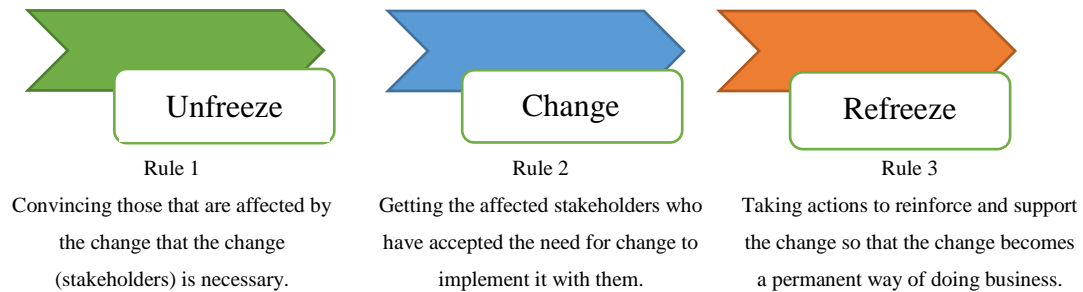 Unfreeze
Change
Refreeze
Rule 1
Convincing those that are affected by
the change that the change
(stakeholders) is necessary.
Rule 2
Getting the affected stakeholders who
have accepted the need for change to
implement it with them.
Rule 3
Taking actions to reinforce and support
the change so that the change becomes
a permanent way of doing business.